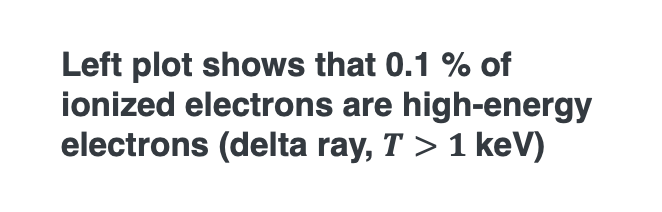 Left plot shows that 0.1 % of
ionized electrons are high-energy
electrons (delta ray, T > 1 keV)